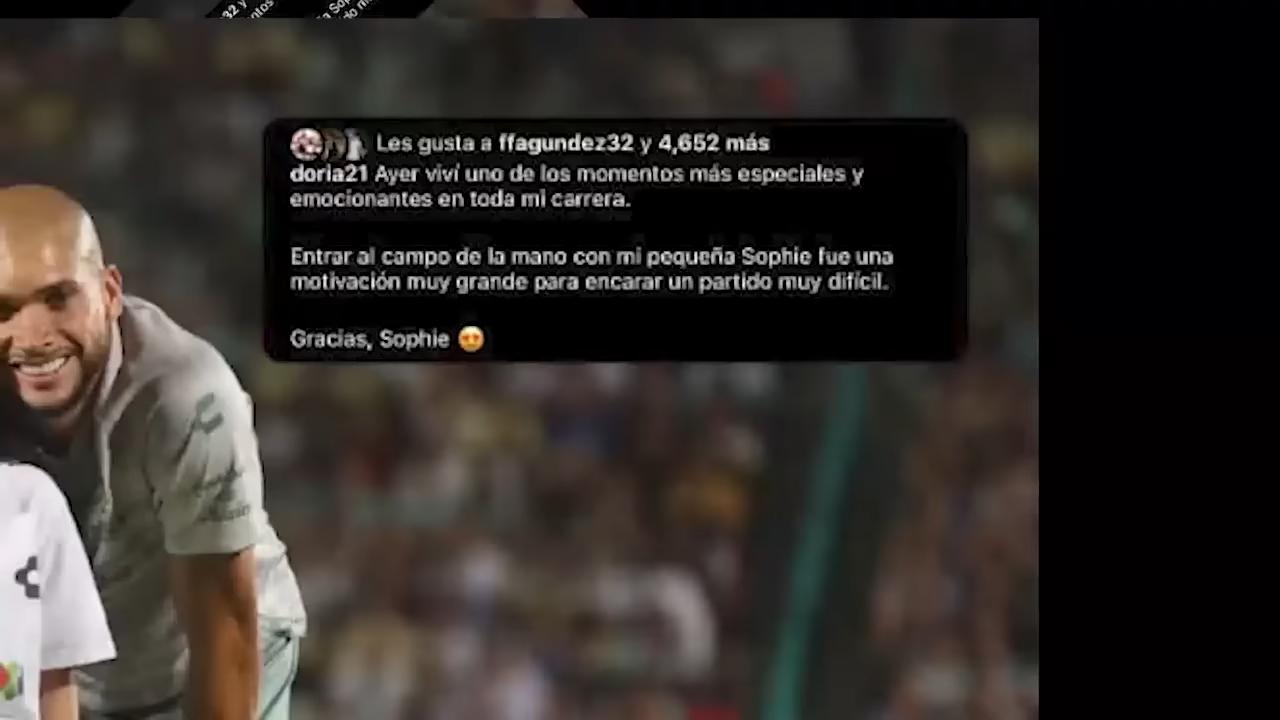 Les gusta a ffagundez32 y 4,652 más
doria21 Ayer viví uno de los momentos más especiales y
emocionantes en toda mi carrera.
Entrar al campo de la mano con mi pequeña Sophie fue una
motivación muy grande para encarar un partido muy difícil.
Gracias, Sophie 😍